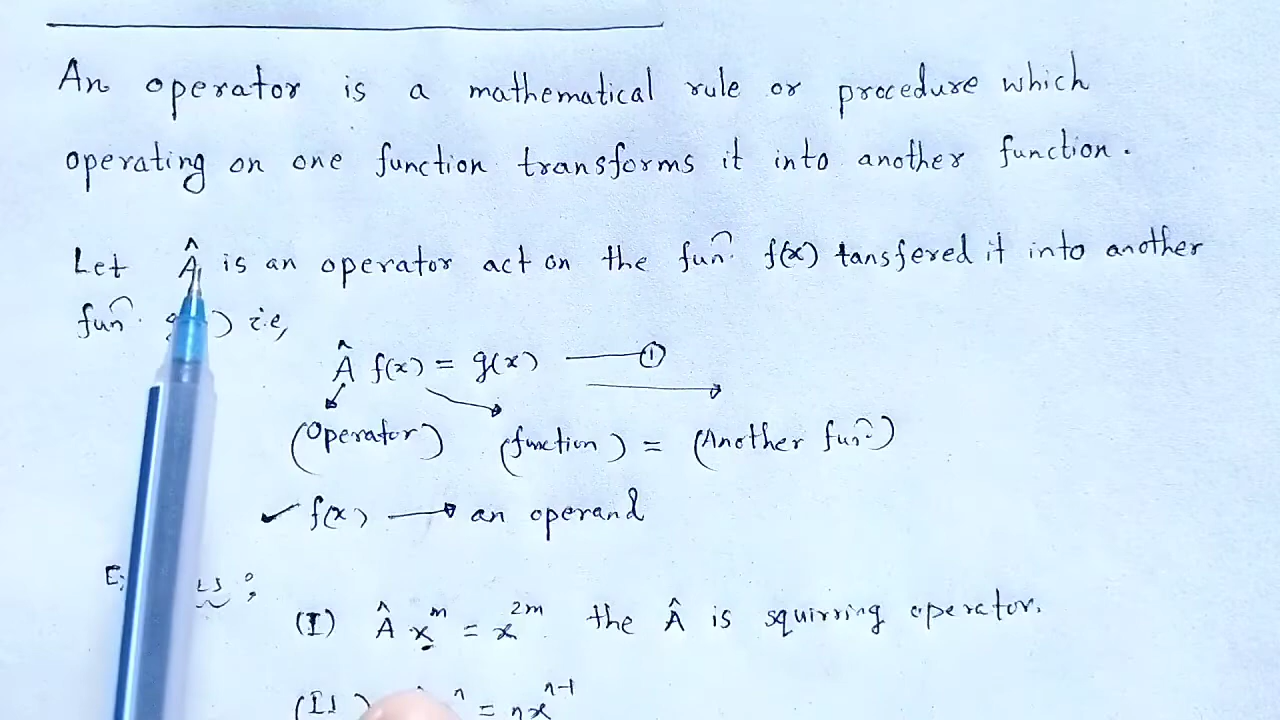 An operator is a mathematical rule or procedure which
operating on one function transforms it into another function.
Let Â is an operator act on the fun^n. f(x) tansfered it into another
fun^n. ) i.e,
Â f(x) = g(x) —— ①
(Operator) (function) = (Another fun^n)
✓ f(x) → an operand
(I) Â x^m = x^2m the Â is squirring operator.
(II) ^n = nx^n-1